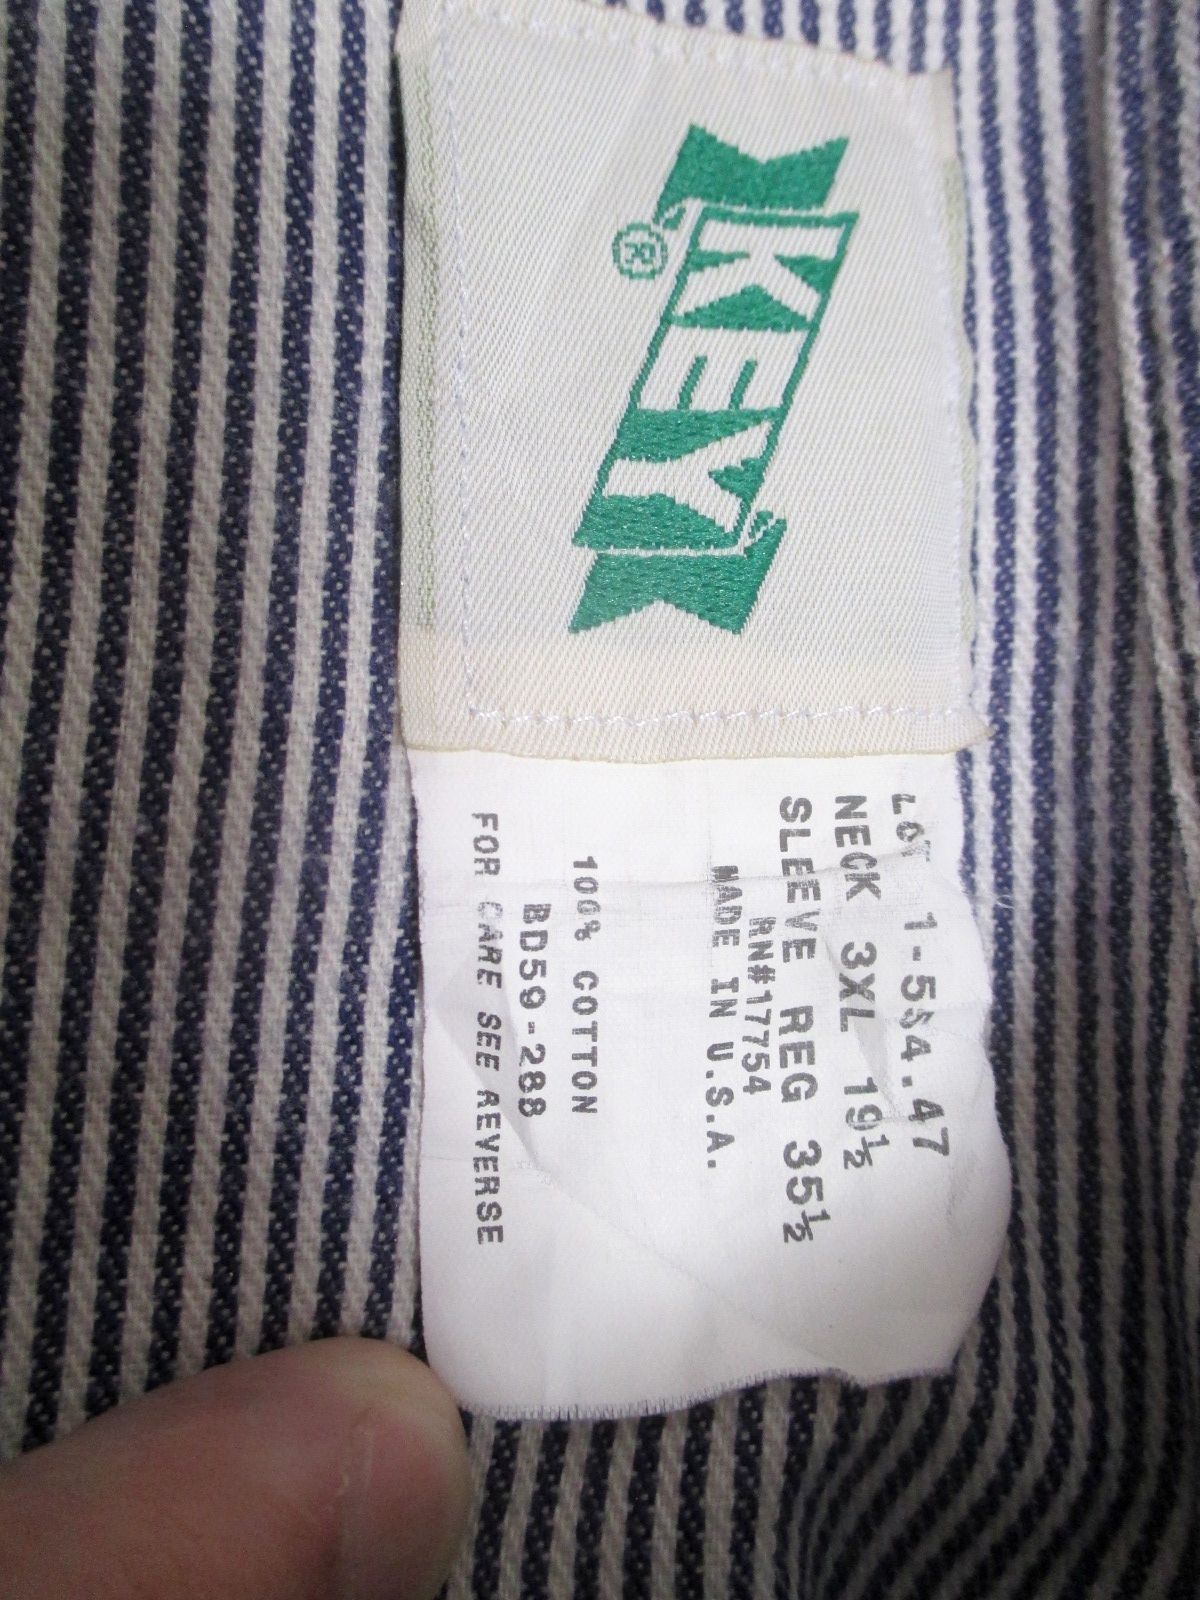 KEY
®
LOT 1-554.47
NECK 3XL 19½
SLEEVE REG 35½
RN#17754
MADE IN U.S.A.
100% COTTON
BD59-288
FOR CARE SEE REVERSE